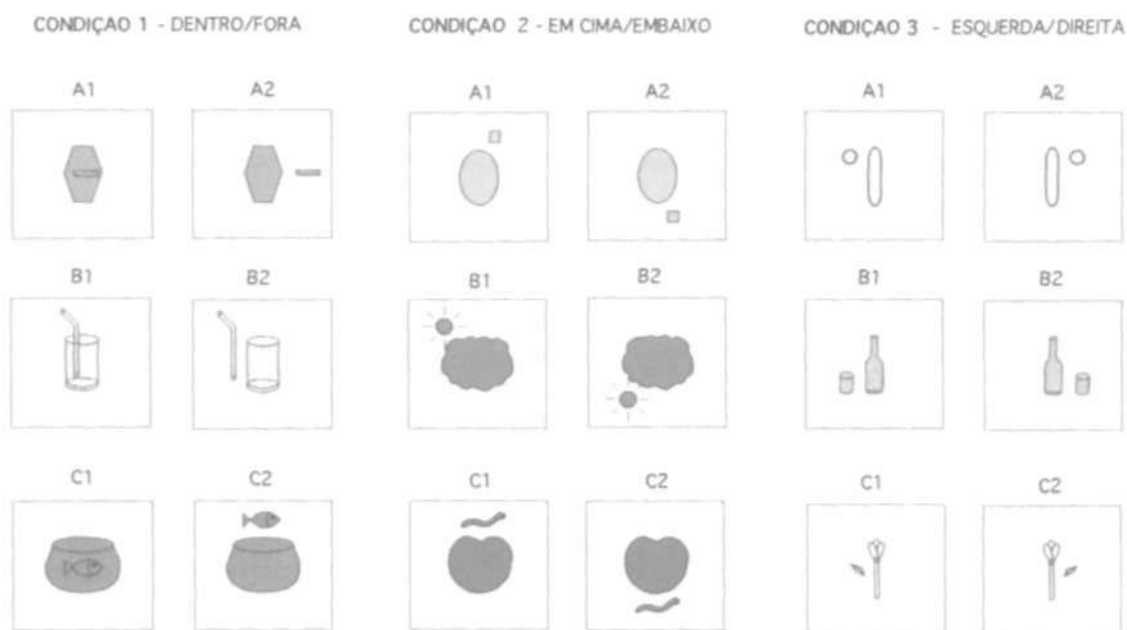 CONDIÇAO 1 - DENTRO/FORA
CONDIÇAO 2 - EM CIMA/EMBAIXO
CONDIÇAO 3 - ESQUERDA/DIREITA
A1 A2 A1 A2 A1 A2
B1 B2 B1 B2 B1 B2
C1 C2 C1 C2 C1 C2